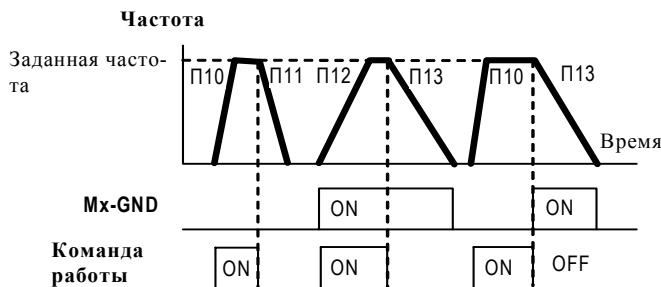 Частота
Заданная часто-
та
П10 П11 П12 П13 П10 П13
Время
Mx-GND ON ON
Команда
работы
ON ON ON OFF